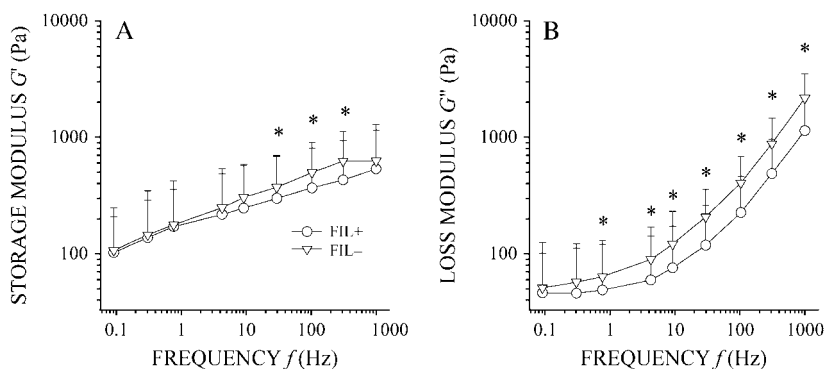 A
STORAGE MODULUS G' (Pa)
10000
1000
100
* * *
FIL+
FIL–
0.1 1 10 100 1000
FREQUENCY f (Hz)
B
LOSS MODULUS G" (Pa)
10000
1000
100
* * * * * * *
0.1 1 10 100 1000
FREQUENCY f (Hz)